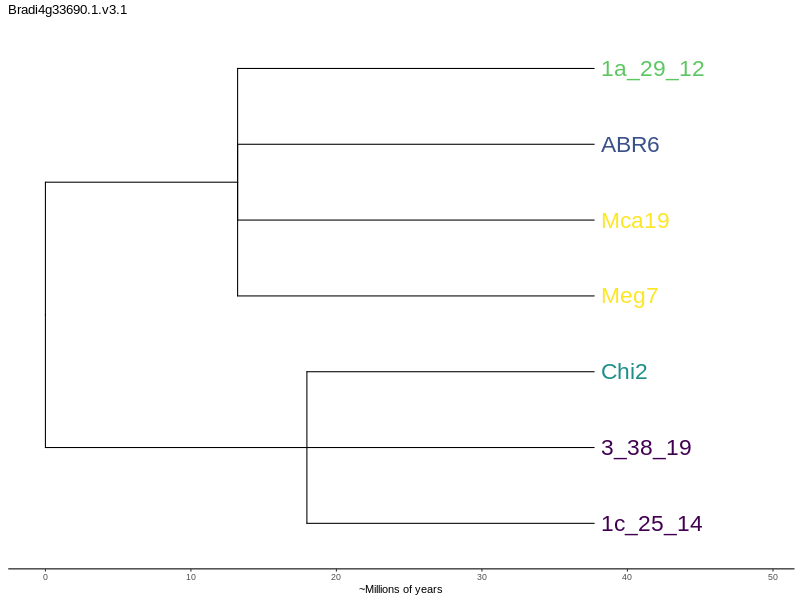 Bradi4g33690.1.v3.1
1a_29_12
ABR6
Mca19
Meg7
Chi2
3_38_19
1c_25_14
0 10 20 30 40 50
~Millions of years